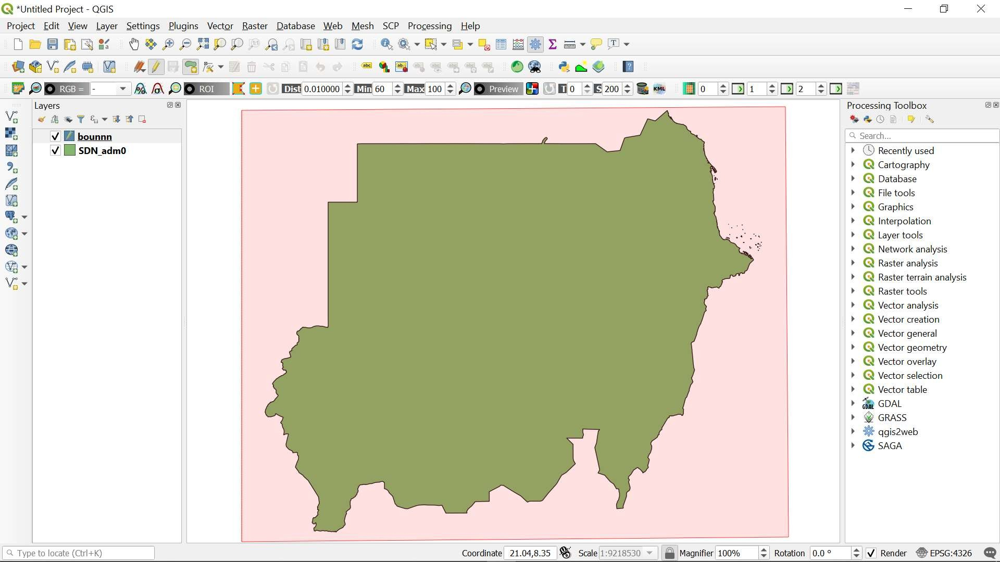 *Untitled Project - QGIS
Project Edit View Layer Settings Plugins Vector Raster Database Web Mesh SCP Processing Help
RGB = - ROI Dist 0.010000 Min 60 Max 100 Preview T 0 S 200 KML 0 1 2
Layers
bounnn
SDN_adm0
Processing Toolbox
Search...
Recently used
Cartography
Database
File tools
Graphics
Interpolation
Layer tools
Network analysis
Raster analysis
Raster terrain analysis
Raster tools
Vector analysis
Vector creation
Vector general
Vector geometry
Vector overlay
Vector selection
Vector table
GDAL
GRASS
qgis2web
SAGA
Type to locate (Ctrl+K)
Coordinate 21.04,8.35 Scale 1:9218530 Magnifier 100% Rotation 0.0 ° Render EPSG:4326